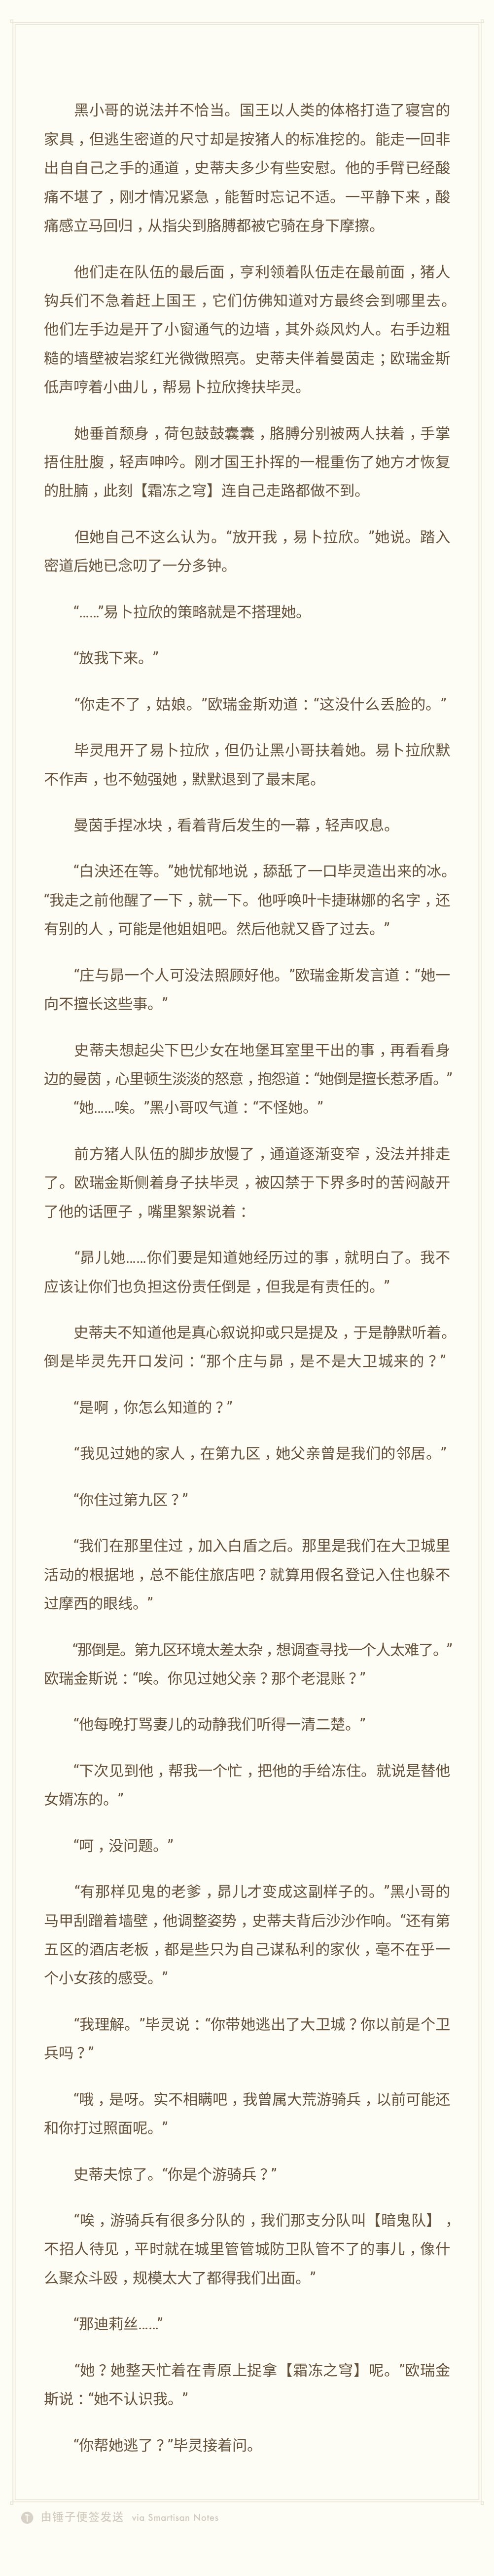 黑小哥的说法并不恰当。国王以人类的体格打造了寝宫的
家具，但逃生密道的尺寸却是按猪人的标准挖的。能走一回非
出自自己之手的通道，史蒂夫多少有些安慰。他的手臂已经酸
痛不堪了，刚才情况紧急，能暂时忘记不适。一平静下来，酸
痛感立马回归，从指尖到胳膊都被它骑在身下摩擦。
他们走在队伍的最后面，亨利领着队伍走在最前面，猪人
钩兵们不急着赶上国王，它们仿佛知道对方最终会到哪里去。
他们左手边是开了小窗通气的边墙，其外焱风灼人。右手边粗
糙的墙壁被岩浆红光微微照亮。史蒂夫伴着曼茵走；欧瑞金斯
低声哼着小曲儿，帮易卜拉欣搀扶毕灵。
她垂首颓身，荷包鼓鼓囊囊，胳膊分别被两人扶着，手掌
捂住肚腹，轻声呻吟。刚才国王扑挥的一棍重伤了她方才恢复
的肚腩，此刻【霜冻之穹】连自己走路都做不到。
但她自己不这么认为。“放开我，易卜拉欣。”她说。踏入
密道后她已念叨了一分多钟。
“……”易卜拉欣的策略就是不搭理她。
“放我下来。”
“你走不了，姑娘。”欧瑞金斯劝道：“这没什么丢脸的。”
毕灵甩开了易卜拉欣，但仍让黑小哥扶着她。易卜拉欣默
不作声，也不勉强她，默默退到了最末尾。
曼茵手捏冰块，看着背后发生的一幕，轻声叹息。
“白泱还在等。”她忧郁地说，舔舐了一口毕灵造出来的冰。
“我走之前他醒了一下，就一下。他呼唤叶卡捷琳娜的名字，还
有别的人，可能是他姐姐吧。然后他就又昏了过去。”
“庄与昴一个人可没法照顾好他。”欧瑞金斯发言道：“她一
向不擅长这些事。”
史蒂夫想起尖下巴少女在地堡耳室里干出的事，再看看身
边的曼茵，心里顿生淡淡的怒意，抱怨道：“她倒是擅长惹矛盾。”
“她……唉。”黑小哥叹气道：“不怪她。”
前方猪人队伍的脚步放慢了，通道逐渐变窄，没法并排走
了。欧瑞金斯侧着身子扶毕灵，被囚禁于下界多时的苦闷敲开
了他的话匣子，嘴里絮絮说着：
“昴儿她……你们要是知道她经历过的事，就明白了。我不
应该让你们也负担这份责任倒是，但我是有责任的。”
史蒂夫不知道他是真心叙说抑或只是提及，于是静默听着。
倒是毕灵先开口发问：“那个庄与昴，是不是大卫城来的？”
“是啊，你怎么知道的？”
“我见过她的家人，在第九区，她父亲曾是我们的邻居。”
“你住过第九区？”
“我们在那里住过，加入白盾之后。那里是我们在大卫城里
活动的根据地，总不能住旅店吧？就算用假名登记入住也躲不
过摩西的眼线。”
“那倒是。第九区环境太差太杂，想调查寻找一个人太难了。”
欧瑞金斯说：“唉。你见过她父亲？那个老混账？”
“他每晚打骂妻儿的动静我们听得一清二楚。”
“下次见到他，帮我一个忙，把他的手给冻住。就说是替他
女婿冻的。”
“呵，没问题。”
“有那样见鬼的老爹，昴儿才变成这副样子的。”黑小哥的
马甲刮蹭着墙壁，他调整姿势，史蒂夫背后沙沙作响。“还有第
五区的酒店老板，都是些只为自己谋私利的家伙，毫不在乎一
个小女孩的感受。”
“我理解。”毕灵说：“你带她逃出了大卫城？你以前是个卫
兵吗？”
“哦，是呀。实不相瞒吧，我曾属大荒游骑兵，以前可能还
和你打过照面呢。”
史蒂夫惊了。“你是个游骑兵？”
“唉，游骑兵有很多分队的，我们那支分队叫【暗鬼队】，
不招人待见，平时就在城里管管城防卫队管不了的事儿，像什
么聚众斗殴，规模太大了都得我们出面。”
“那迪莉丝……”
“她？她整天忙着在青原上捉拿【霜冻之穹】呢。”欧瑞金
斯说：“她不认识我。”
“你帮她逃了？”毕灵接着问。
T 由锤子便签发送 via Smartisan Notes